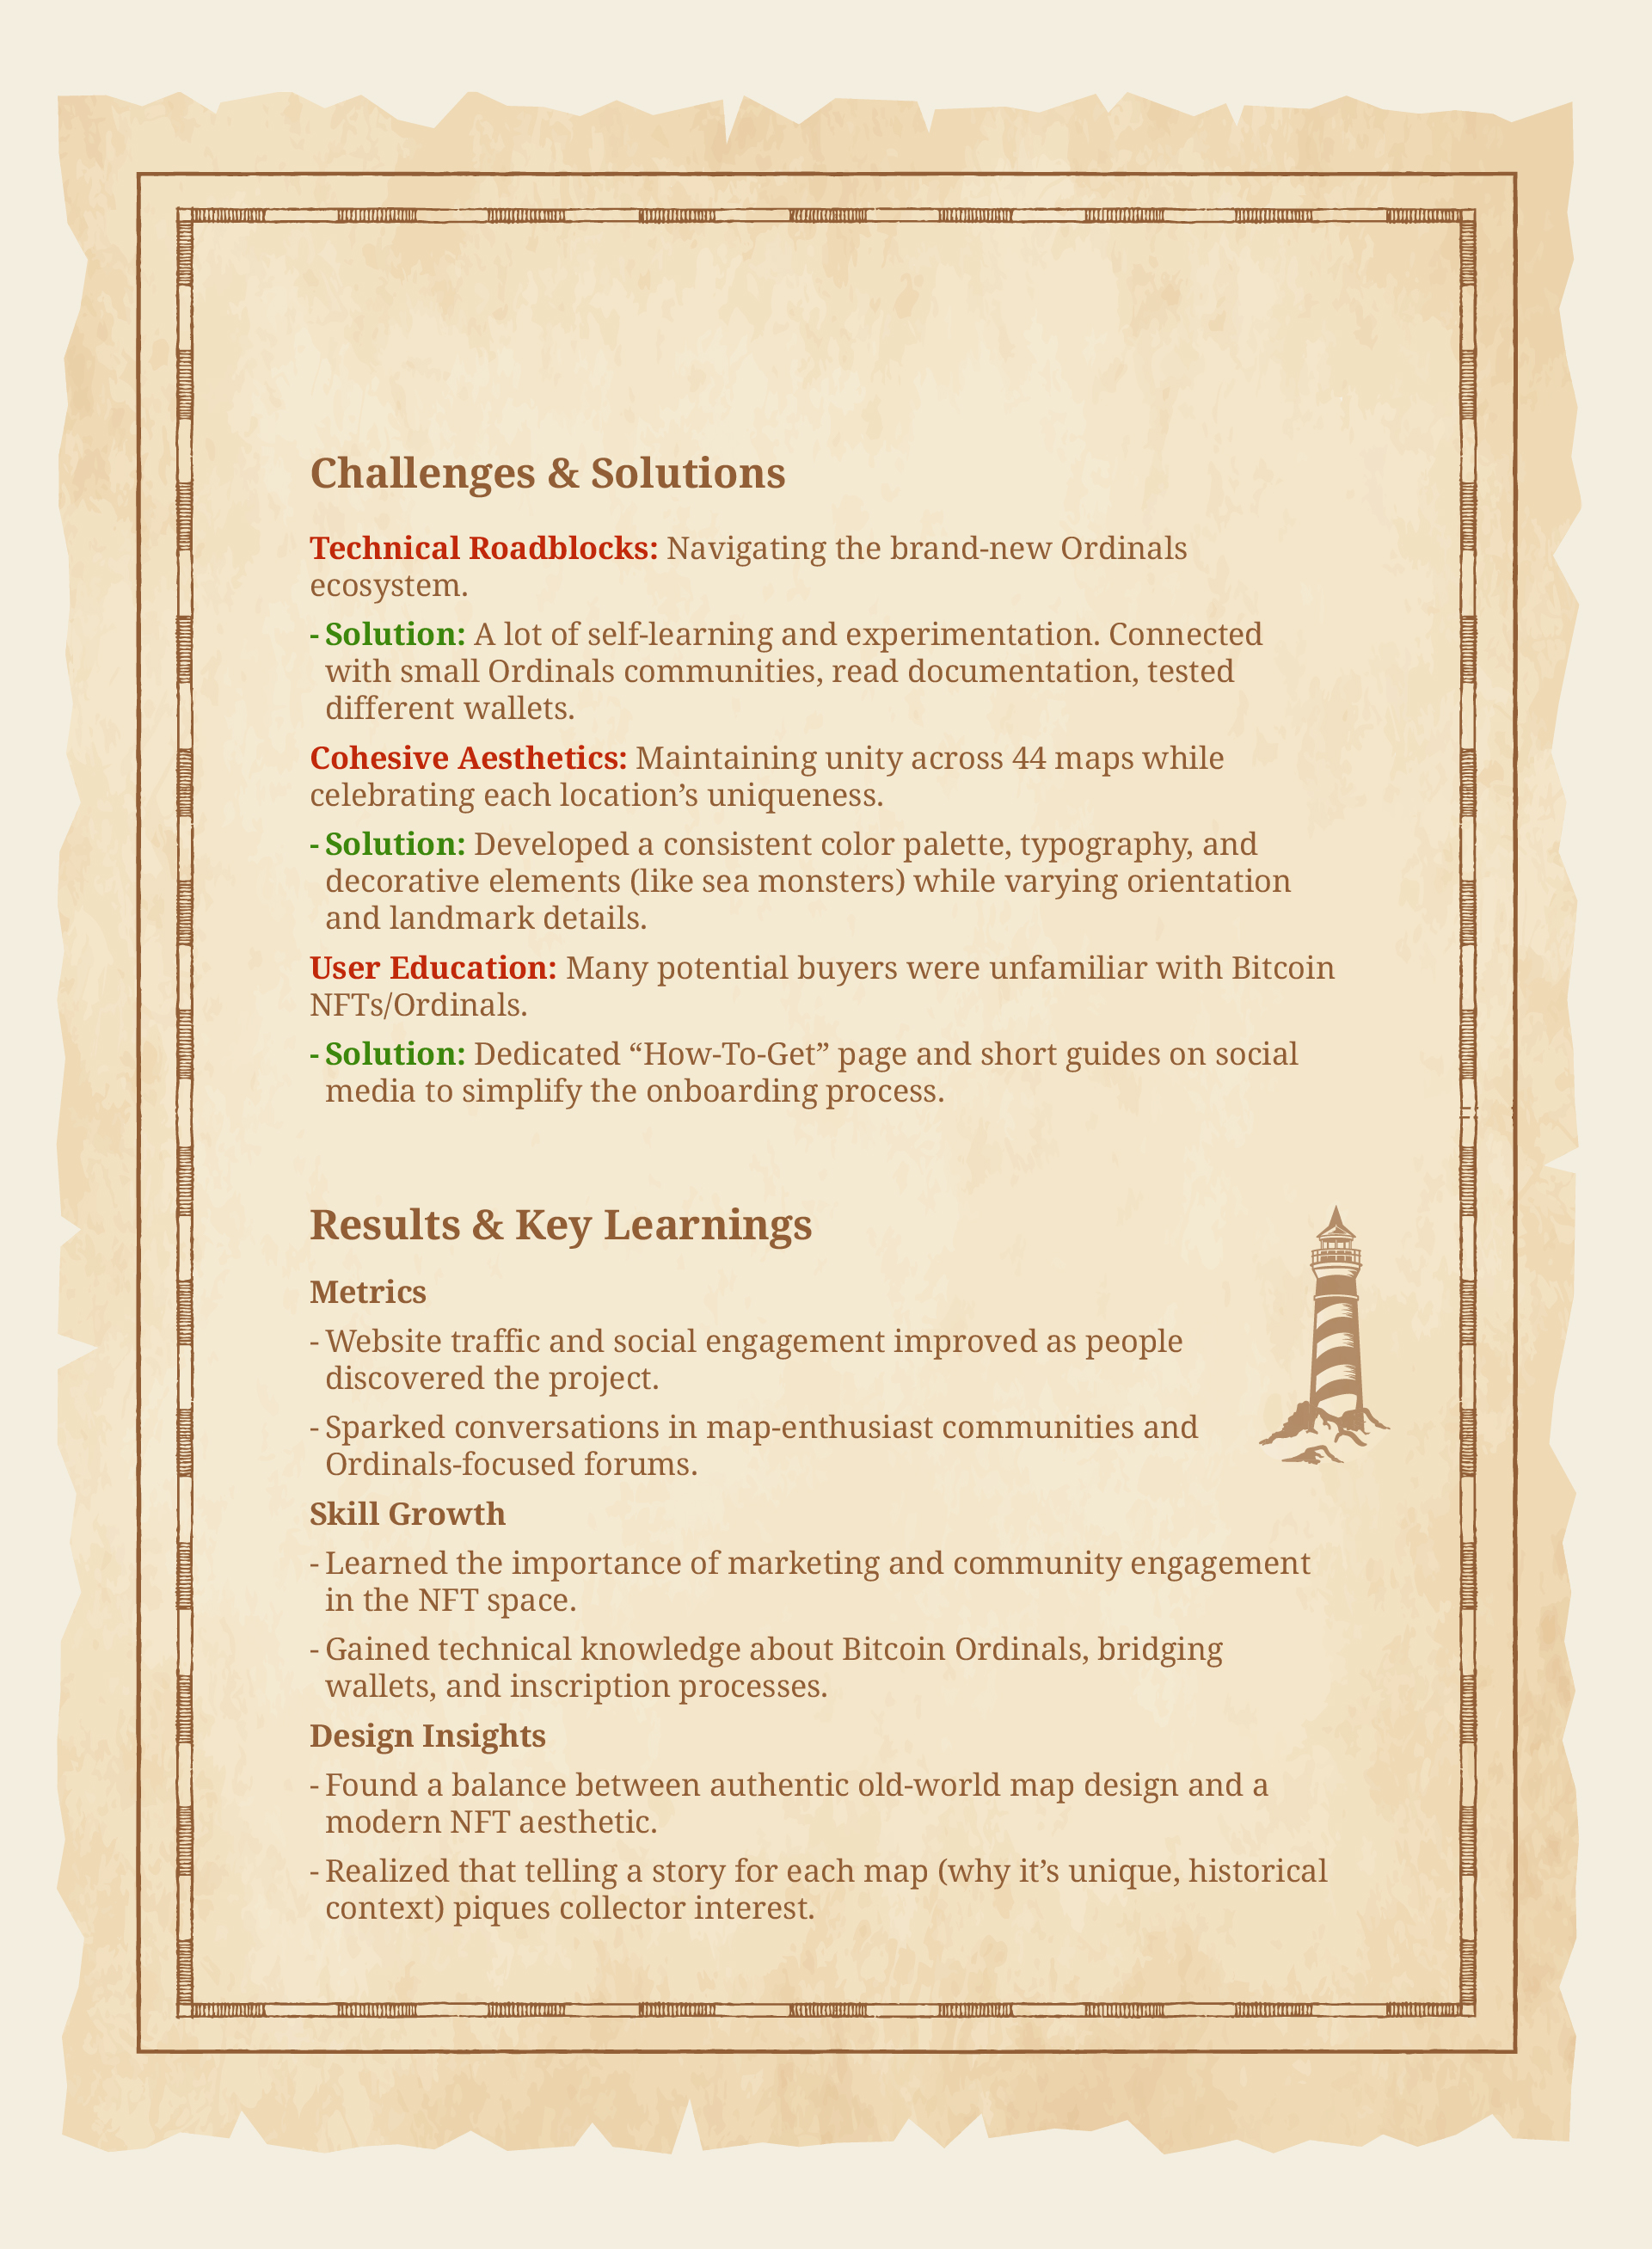 Challenges & Solutions
Technical Roadblocks: Navigating the brand-new Ordinals
ecosystem.
- Solution: A lot of self-learning and experimentation. Connected
with small Ordinals communities, read documentation, tested
different wallets.
Cohesive Aesthetics: Maintaining unity across 44 maps while
celebrating each location’s uniqueness.
- Solution: Developed a consistent color palette, typography, and
decorative elements (like sea monsters) while varying orientation
and landmark details.
User Education: Many potential buyers were unfamiliar with Bitcoin
NFTs/Ordinals.
- Solution: Dedicated “How-To-Get” page and short guides on social
media to simplify the onboarding process.
Results & Key Learnings
Metrics
- Website traffic and social engagement improved as people
discovered the project.
- Sparked conversations in map-enthusiast communities and
Ordinals-focused forums.
Skill Growth
- Learned the importance of marketing and community engagement
in the NFT space.
- Gained technical knowledge about Bitcoin Ordinals, bridging
wallets, and inscription processes.
Design Insights
- Found a balance between authentic old-world map design and a
modern NFT aesthetic.
- Realized that telling a story for each map (why it’s unique, historical
context) piques collector interest.